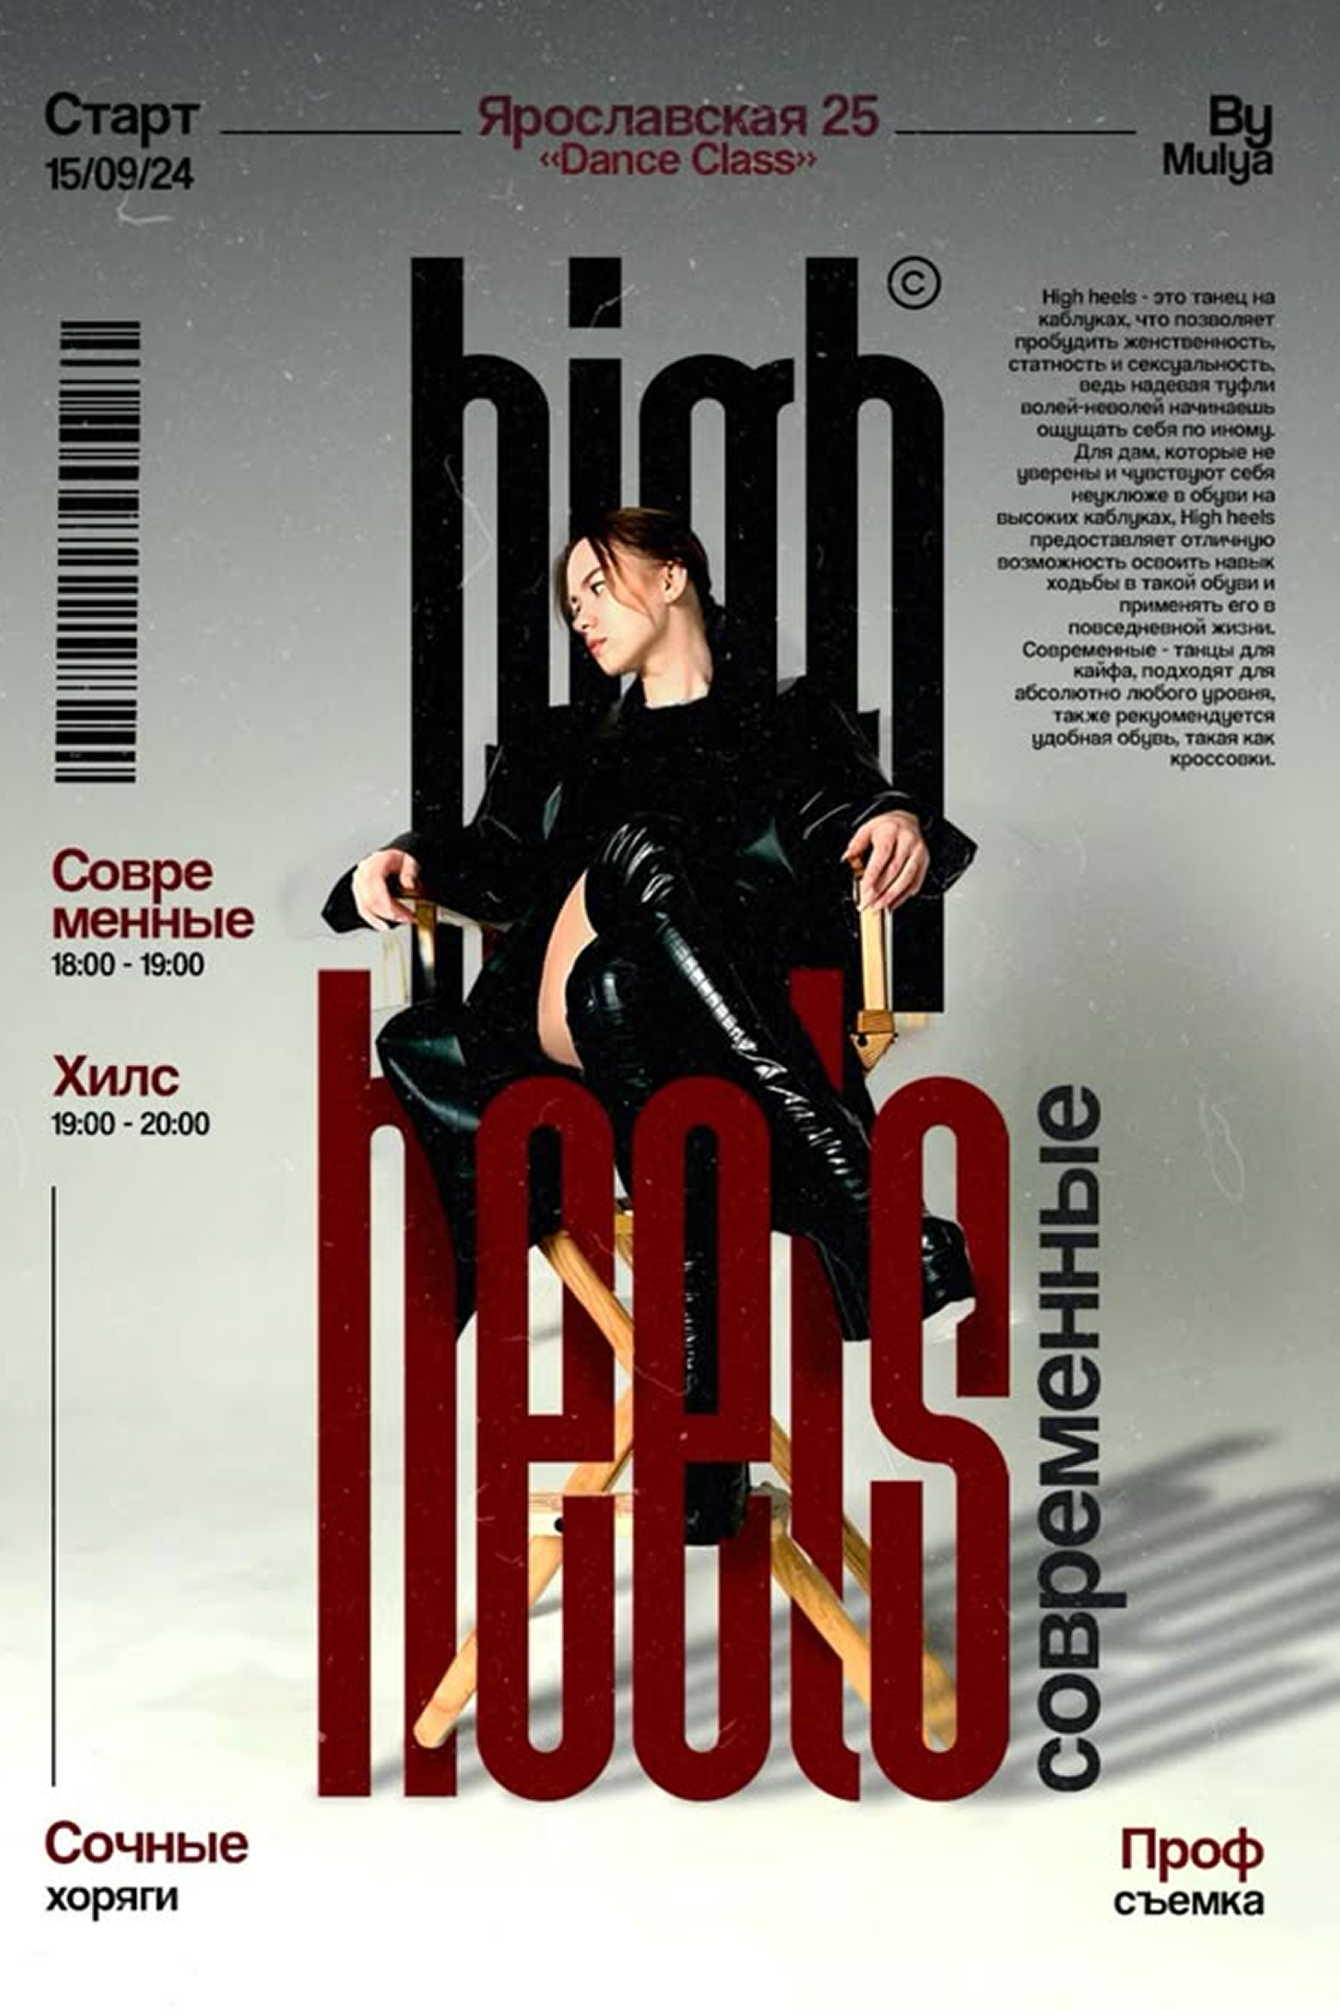 Старт
15/09/24
Ярославская 25
«Dance Class»
By
Mulya
high
©
High heels - это танец на
каблуках, что позволяет
пробудить женственность,
статность и сексуальность,
ведь надевая туфли
волей-неволей начинаешь
ощущать себя по иному.
Для дам, которые не
уверены и чувствуют себя
неуклюже в обуви на
высоких каблуках, High heels
предоставляет отличную
возможность освоить навык
ходьбы в такой обуви и
применять его в
повседневной жизни.
Современные - танцы для
кайфа, подходят для
абсолютно любого уровня,
также рекуомендуется
удобная обувь, такая как
кроссовки.
Совре
менные
18:00 - 19:00
Хилс
19:00 - 20:00
heels
современные
Сочные
хоряги
Проф
съемка